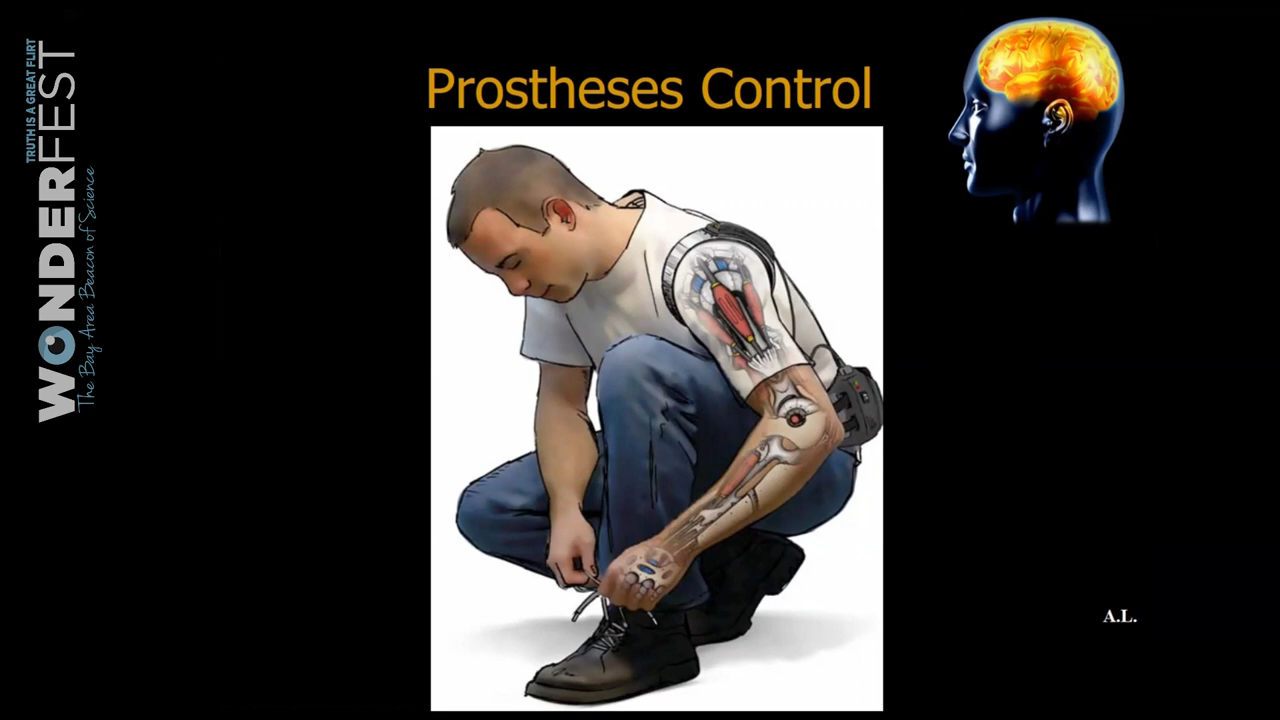 Prostheses Control
TRUTH IS A GREAT FLIRT
WONDERFEST
The Bay Area Beacon of Science
A.L.